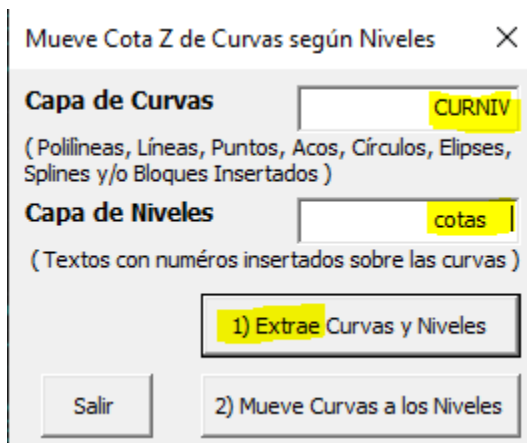 Mueve Cota Z de Curvas según Niveles
Capa de Curvas CURNIV
( Polilìneas, Líneas, Puntos, Acos, Círculos, Elipses,
Splines y/o Bloques Insertados )
Capa de Niveles cotas
( Textos con numéros insertados sobre las curvas )
1) Extrae Curvas y Niveles
Salir 2) Mueve Curvas a los Niveles